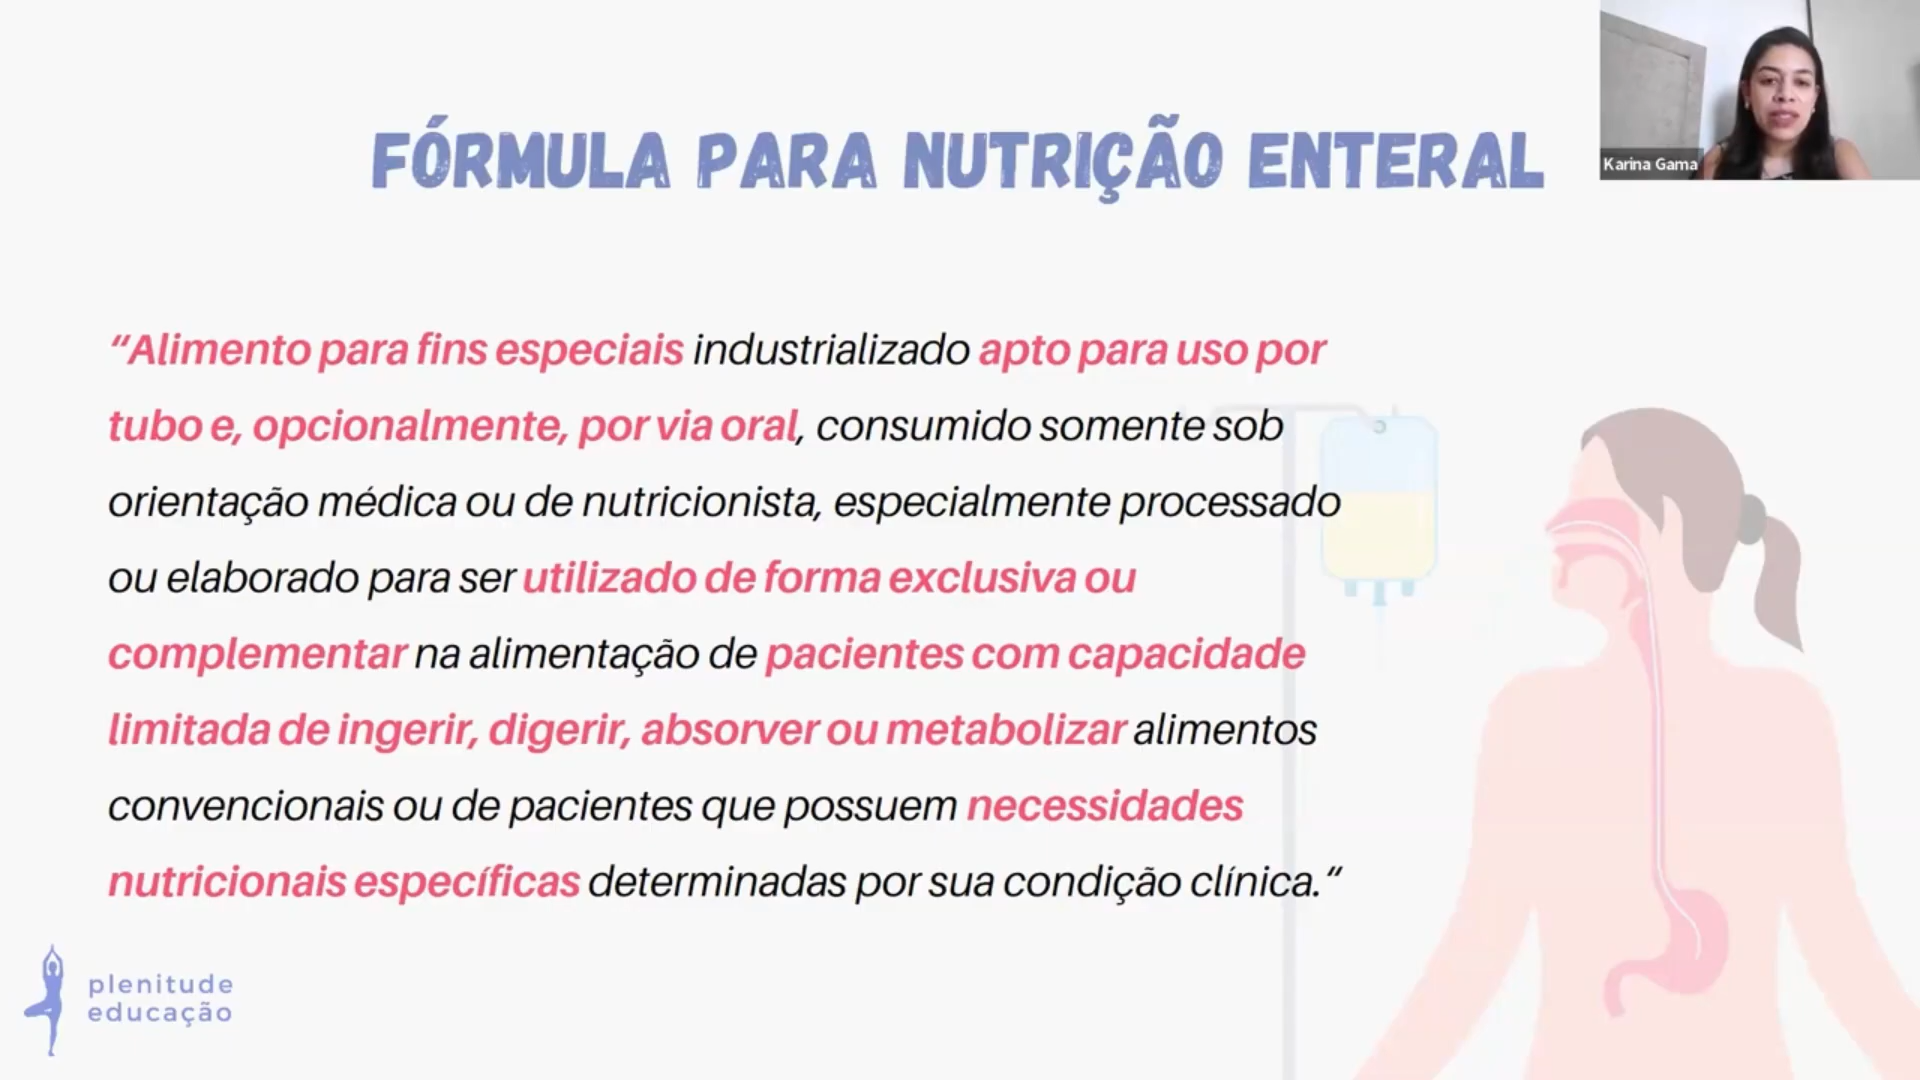 FÓRMULA PARA NUTRIÇÃO ENTERAL
Karina Gama
“Alimento para fins especiais industrializado apto para uso por
tubo e, opcionalmente, por via oral, consumido somente sob
orientação médica ou de nutricionista, especialmente processado
ou elaborado para ser utilizado de forma exclusiva ou
complementar na alimentação de pacientes com capacidade
limitada de ingerir, digerir, absorver ou metabolizar alimentos
convencionais ou de pacientes que possuem necessidades
nutricionais específicas determinadas por sua condição clínica.“
plenitude
educação